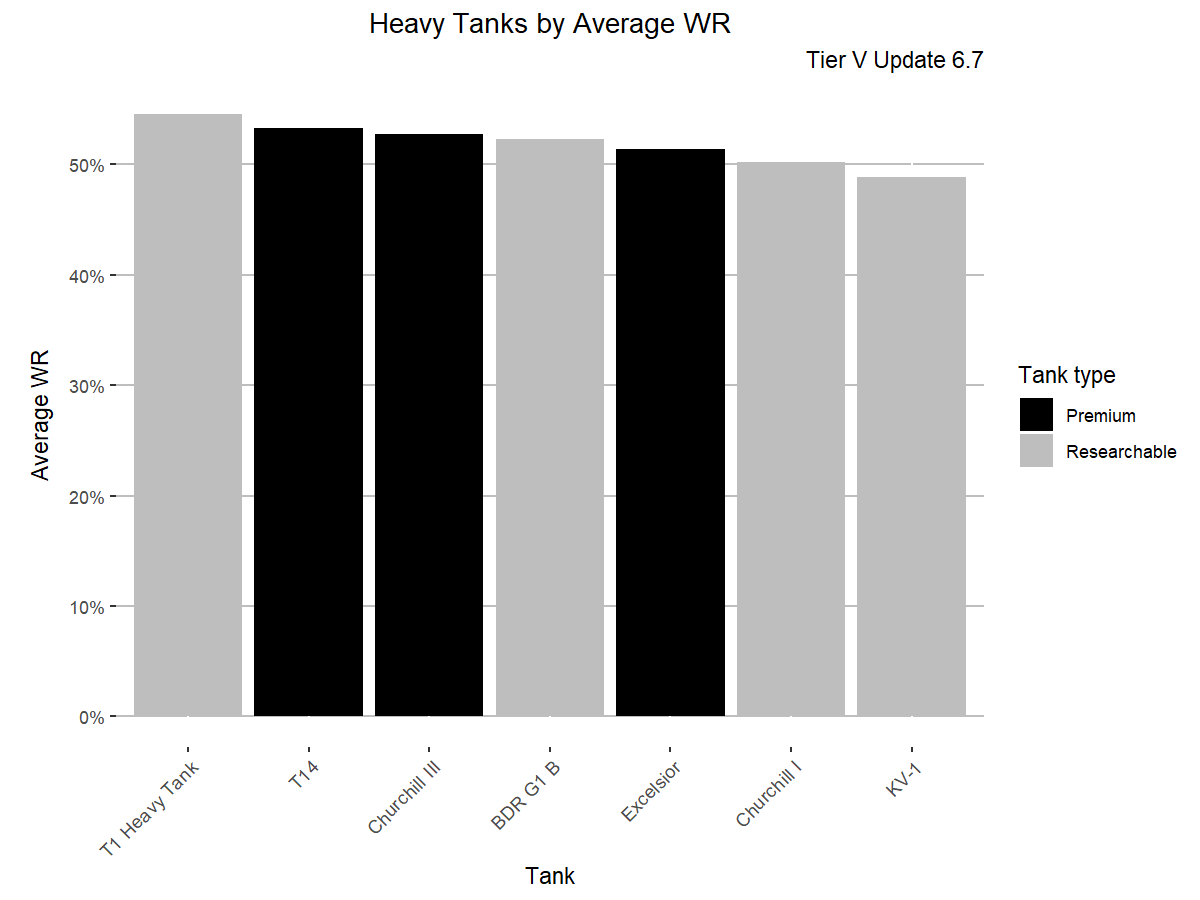 Heavy Tanks by Average WR
Tier V Update 6.7
Average WR
50%
40%
30%
20%
10%
0%
T1 Heavy Tank
T14
Churchill III
BDR G1 B
Excelsior
Churchill I
KV-1
Tank
Tank type
Premium
Researchable